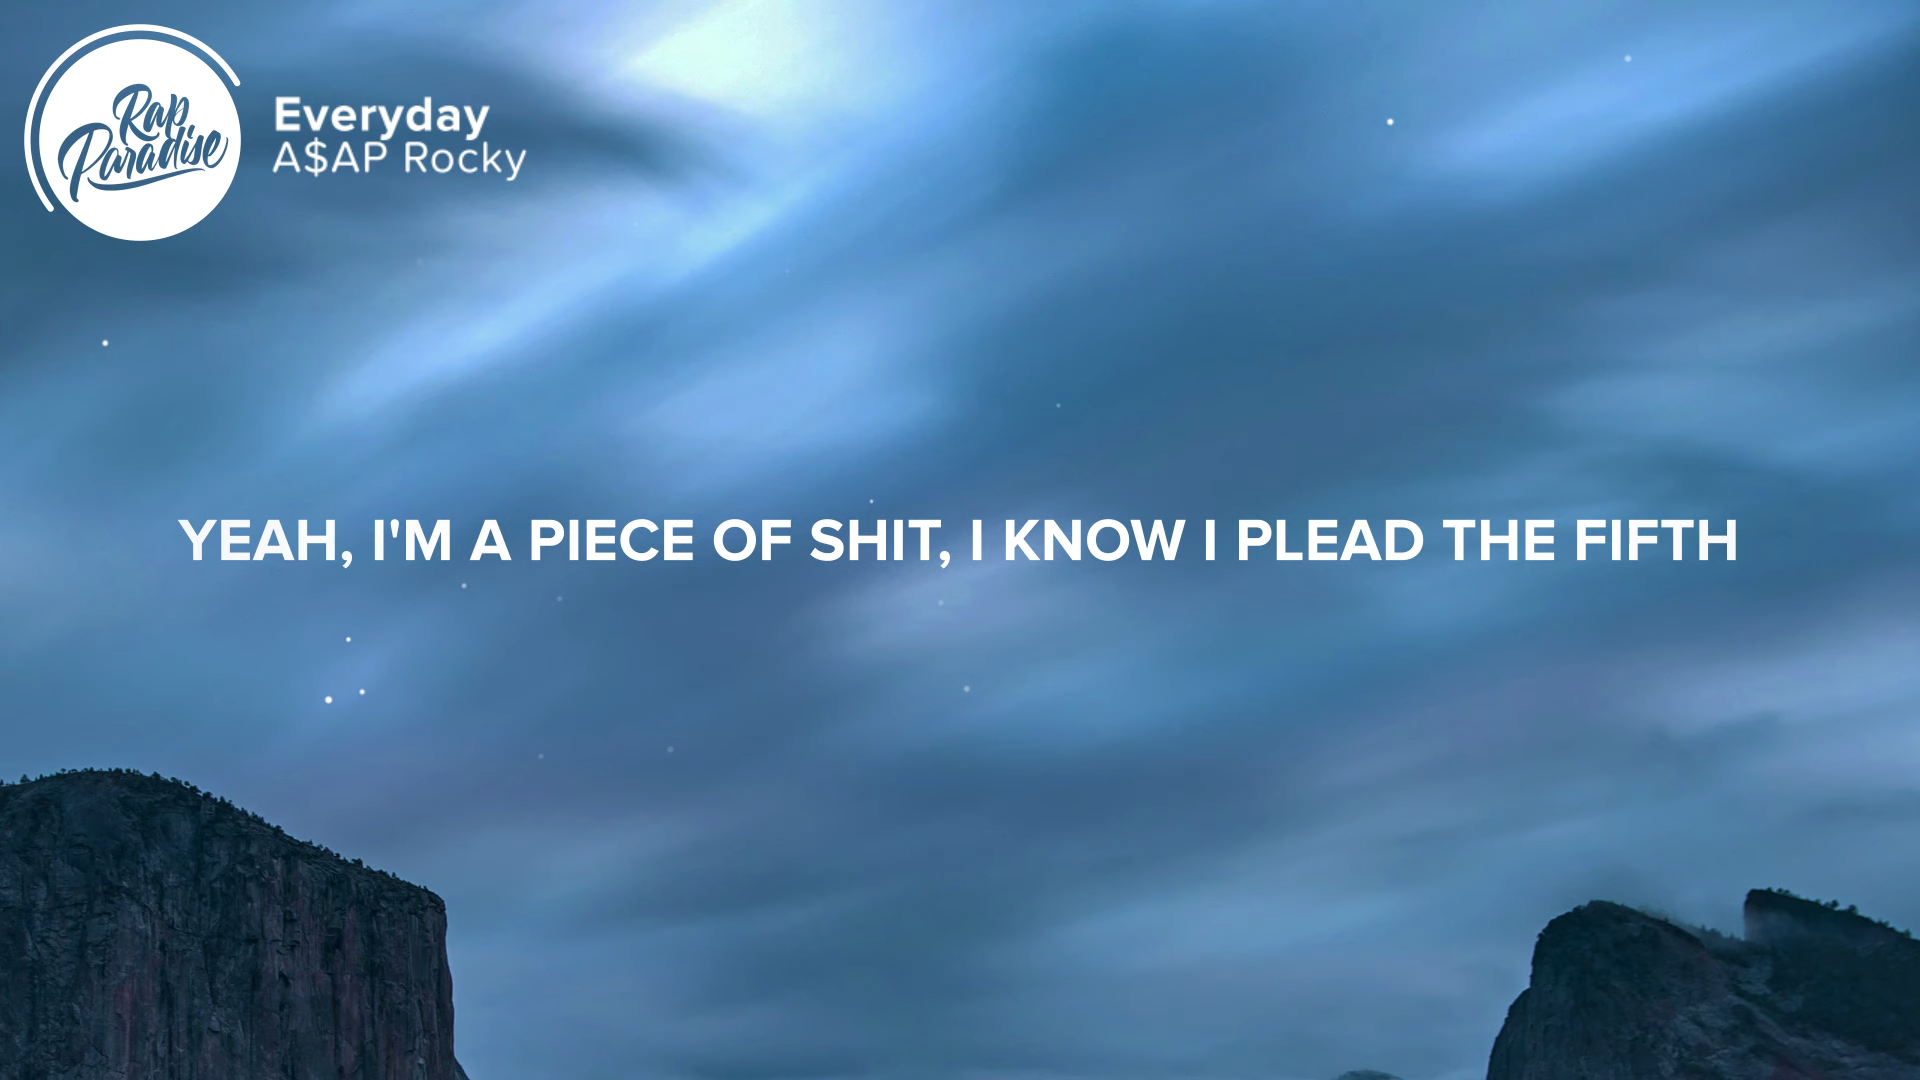 Rap
Paradise
Everyday
A$AP Rocky
YEAH, I'M A PIECE OF SHIT, I KNOW I PLEAD THE FIFTH